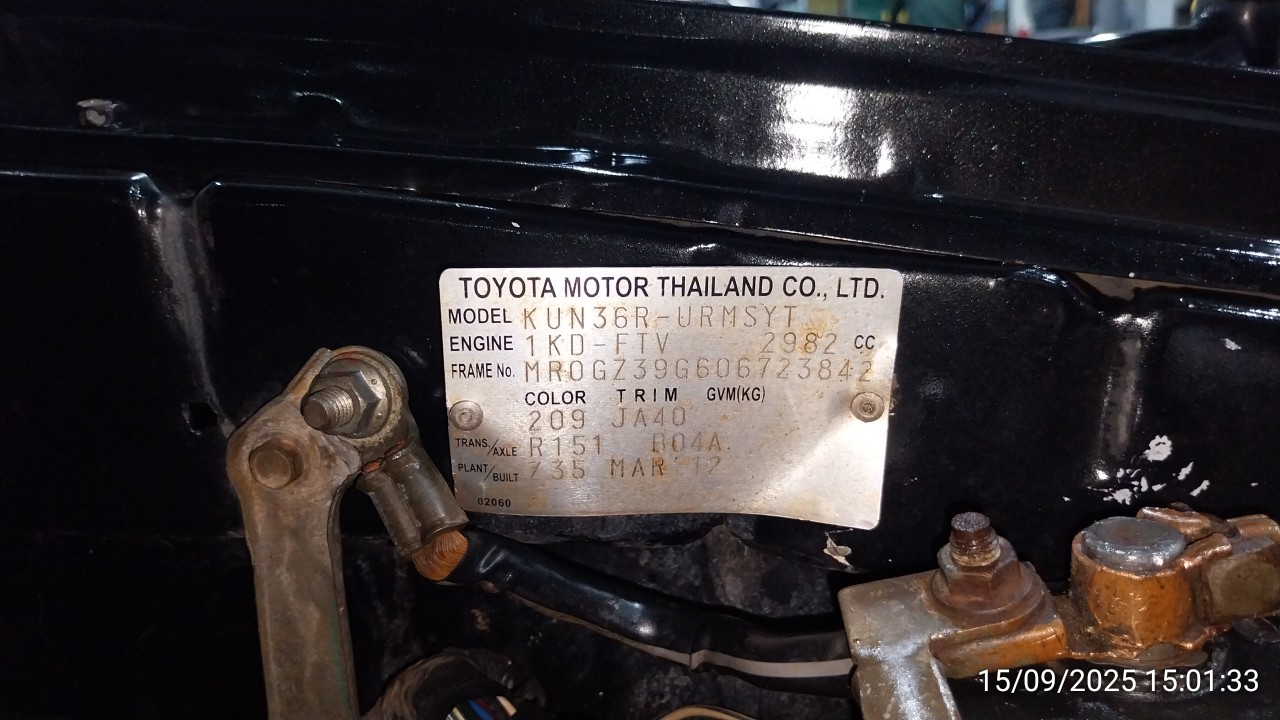 TOYOTA MOTOR THAILAND CO., LTD.
MODEL KUN36R-URMSYT
ENGINE 1KD-FTV 2982 CC
FRAME No. MR0GZ39G606723842
COLOR TRIM GVM(KG)
209 JA40
TRANS./AXLE R151 B04A
PLANT/BUILT 735 MAR 12
02060
15/09/2025 15:01:33